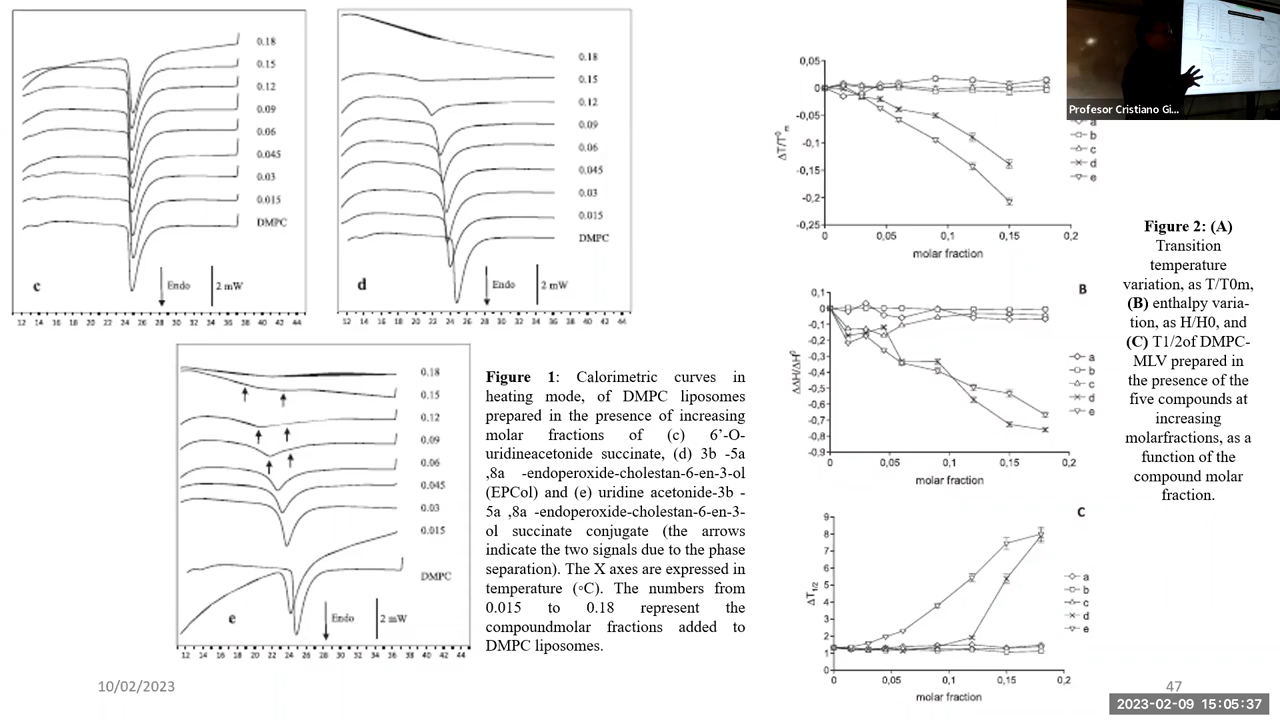 0.18
0.15
0.12
0.09
0.06
0.045
0.03
0.015
DMPC
c
Endo
2 mW
12 14 16 18 20 22 24 26 28 30 32 34 36 38 40 42 44
0.18
0.15
0.12
0.09
0.06
0.045
0.03
0.015
DMPC
d
Endo
2 mW
12 14 16 18 20 22 24 26 28 30 32 34 36 38 40 42 44
0.18
0.15
0.12
0.09
0.06
0.045
0.03
0.015
DMPC
e
Endo
2 mW
12 14 16 18 20 22 24 26 28 30 32 34 36 38 40 42 44
Figure 1: Calorimetric curves in
heating mode, of DMPC liposomes
prepared in the presence of increasing
molar fractions of (c) 6’-O-
uridineacetonide succinate, (d) 3b -5a
,8a -endoperoxide-cholestan-6-en-3-ol
(EPCol) and (e) uridine acetonide-3b -
5a ,8a -endoperoxide-cholestan-6-en-3-
ol succinate conjugate (the arrows
indicate the two signals due to the phase
separation). The X axes are expressed in
temperature (◦C). The numbers from
0.015 to 0.18 represent the
compoundmolar fractions added to
DMPC liposomes.
0,05
0
-0,05
-0,1
-0,15
-0,2
-0,25
ΔT/T⁰m
0 0,05 0,1 0,15 0,2
molar fraction
a
b
c
d
e
B
0,1
0
-0,1
-0,2
-0,3
-0,4
-0,5
-0,6
-0,7
-0,8
-0,9
ΔΔH/ΔH⁰
0 0,05 0,1 0,15 0,2
molar fraction
a
b
c
d
e
C
9
8
7
6
5
4
3
2
1
0
ΔT1/2
0 0,05 0,1 0,15 0,2
molar fraction
a
b
c
d
e
Profesor Cristiano Gi...
Figure 2: (A)
Transition
temperature
variation, as T/T0m,
(B) enthalpy varia-
tion, as H/H0, and
(C) T1/2of DMPC-
MLV prepared in
the presence of the
five compounds at
increasing
molarfractions, as a
function of the
compound molar
fraction.
10/02/2023
47
2023-02-09 15:05:37